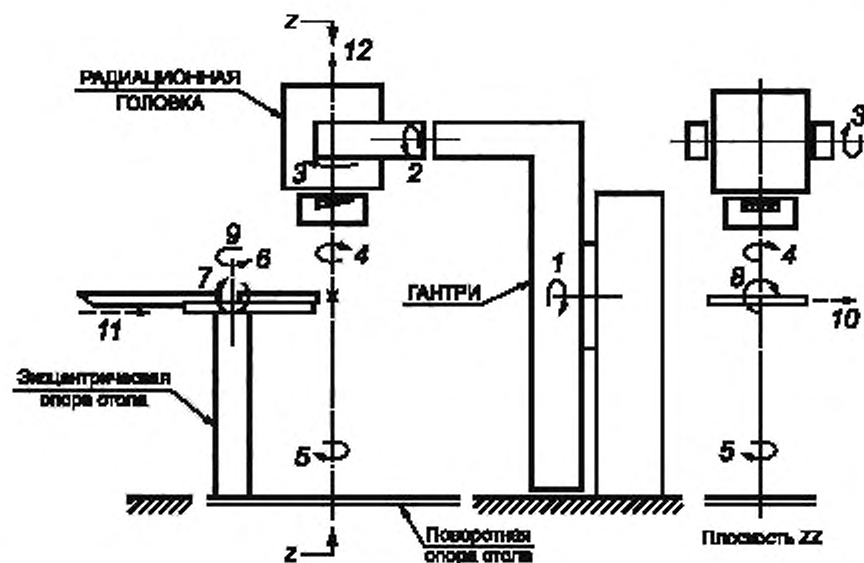 z
12
РАДИАЦИОННАЯ
ГОЛОВКА
3
2
3
4
9
6
7
1
ГАНТРИ
4
8
11
10
Эксцентрическая
опора стола
5
5
Поворотная
опора стола
z
Плоскость ZZ